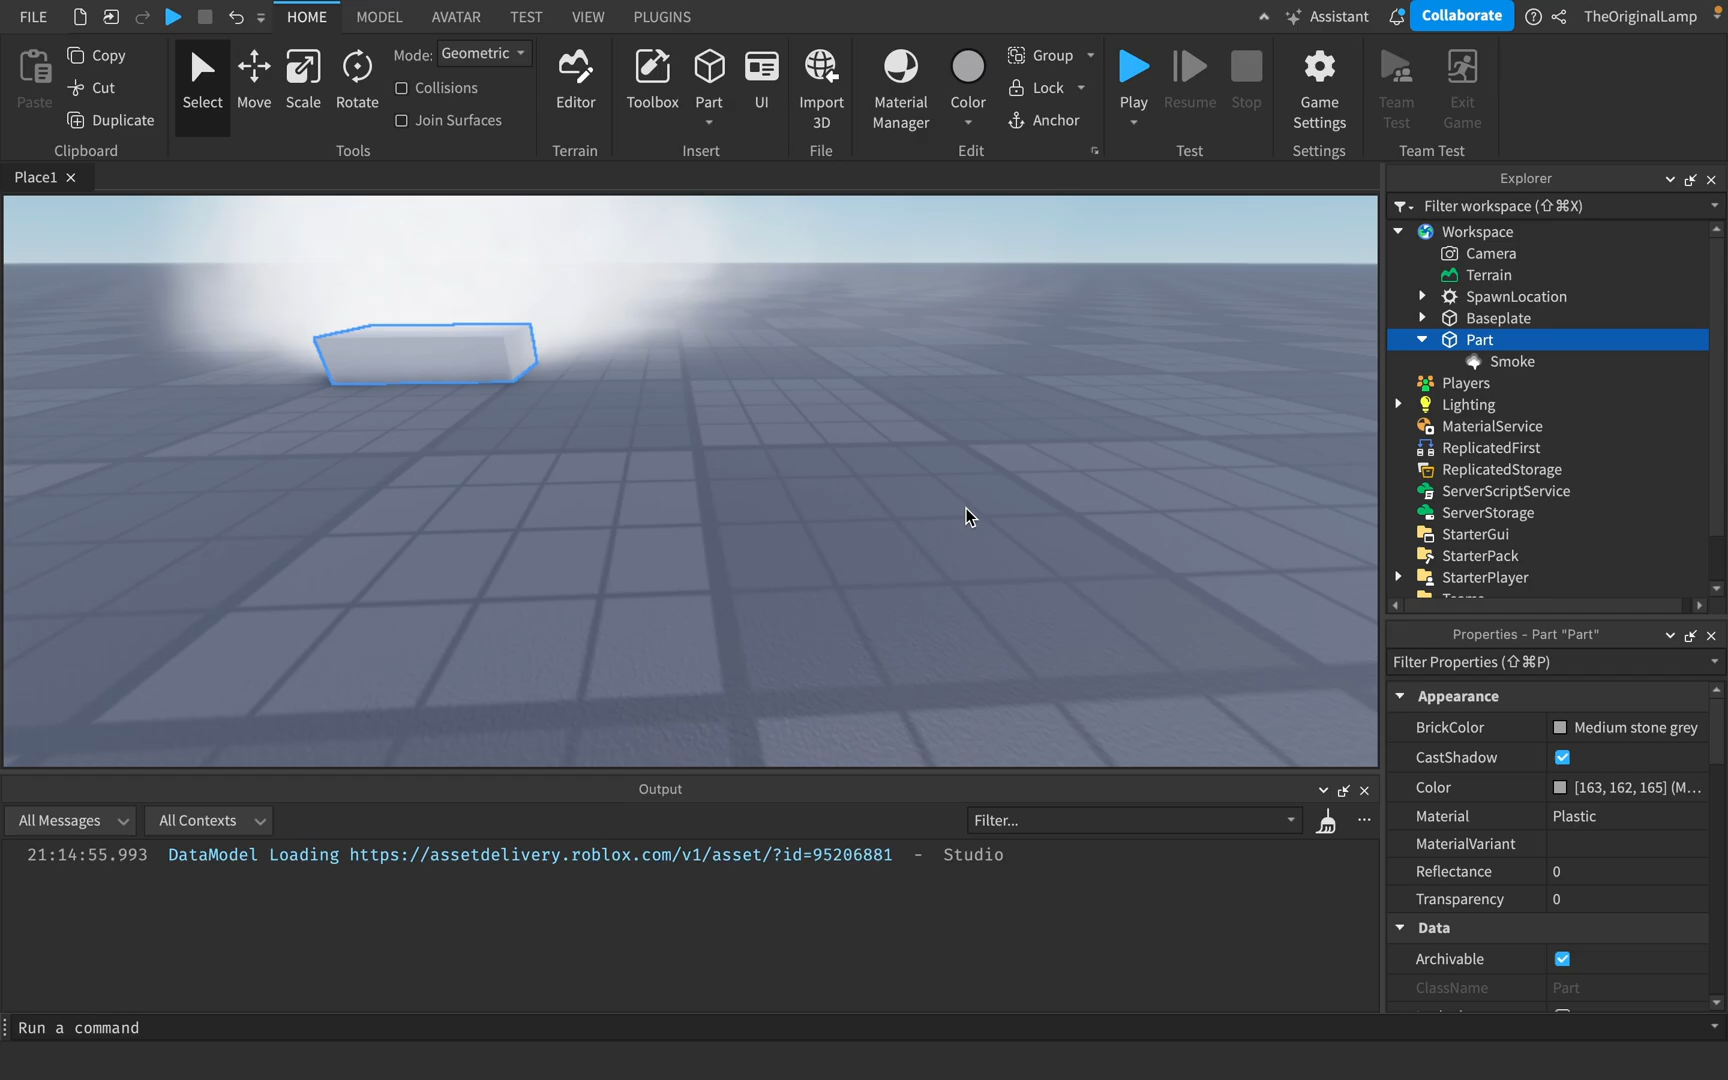 FILE HOME MODEL AVATAR TEST VIEW PLUGINS Assistant Collaborate TheOriginalLamp
Paste Copy Cut Duplicate
Clipboard
Select Move Scale Rotate
Mode: Geometric
Collisions
Join Surfaces
Tools
Editor
Terrain
Toolbox Part UI
Insert
Import 3D
File
Material Manager Color
Group
Lock
Anchor
Edit
Play Resume Stop
Test
Game Settings
Settings
Team Test Exit Game
Team Test
Place1
Explorer
Filter workspace (⇧⌘X)
Workspace
Camera
Terrain
SpawnLocation
Baseplate
Part
Smoke
Players
Lighting
MaterialService
ReplicatedFirst
ReplicatedStorage
ServerScriptService
ServerStorage
StarterGui
StarterPack
StarterPlayer
Properties - Part "Part"
Filter Properties (⇧⌘P)
Appearance
BrickColor Medium stone grey
CastShadow
Color [163, 162, 165] (M...
Material Plastic
MaterialVariant
Reflectance 0
Transparency 0
Data
Archivable
ClassName Part
Output
All Messages All Contexts Filter...
21:14:55.993 DataModel Loading https://assetdelivery.roblox.com/v1/asset/?id=95206881 - Studio
Run a command